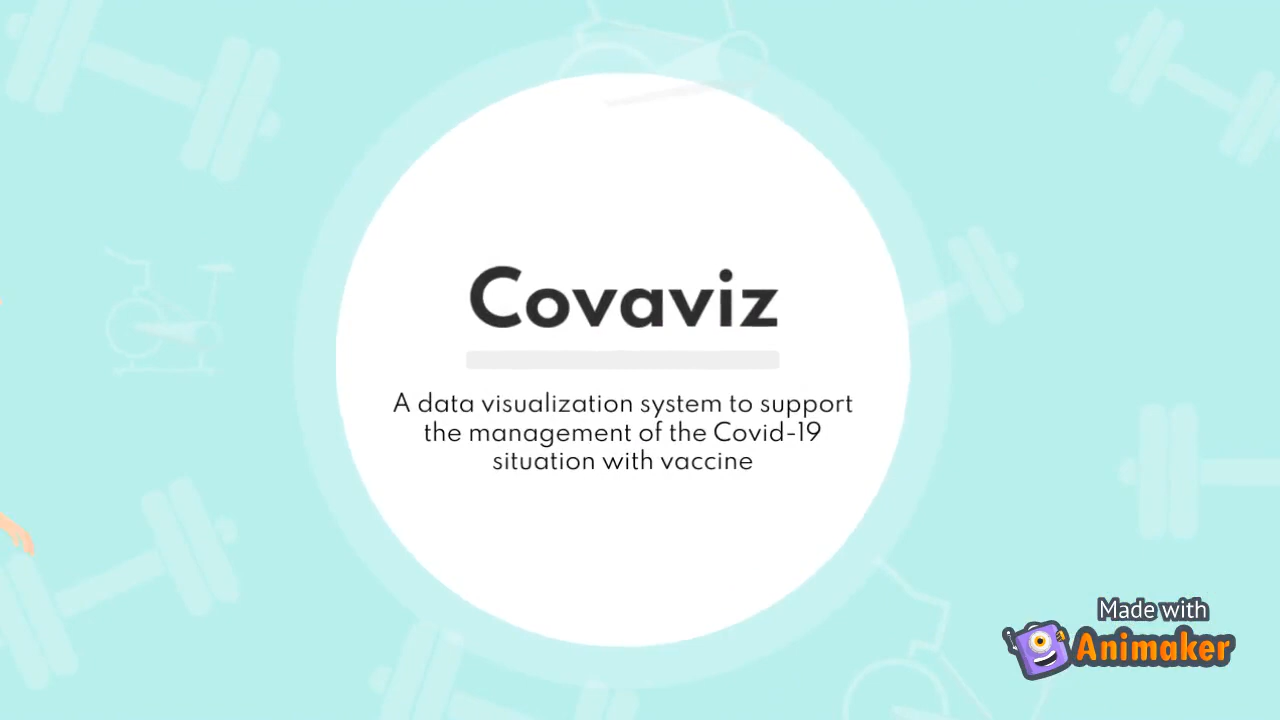 Covaviz
A data visualization system to support
the management of the Covid-19
situation with vaccine
Made with
Animaker